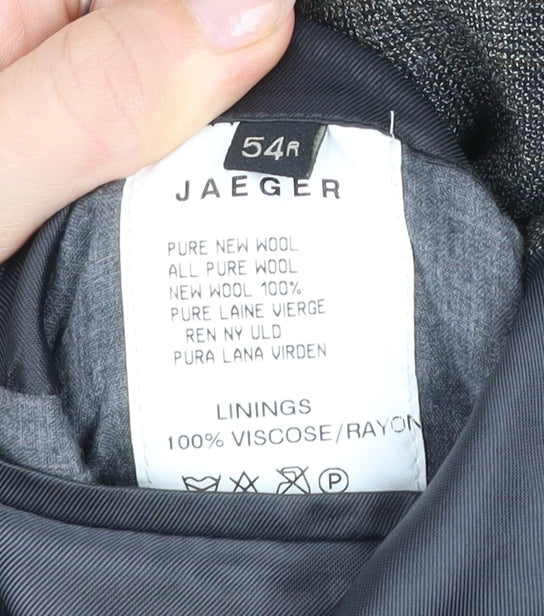 54R
JAEGER
PURE NEW WOOL
ALL PURE WOOL
NEW WOOL 100%
PURE LAINE VIERGE
REN NY ULD
PURA LANA VIRDEN
LININGS
100% VISCOSE/RAYON
P